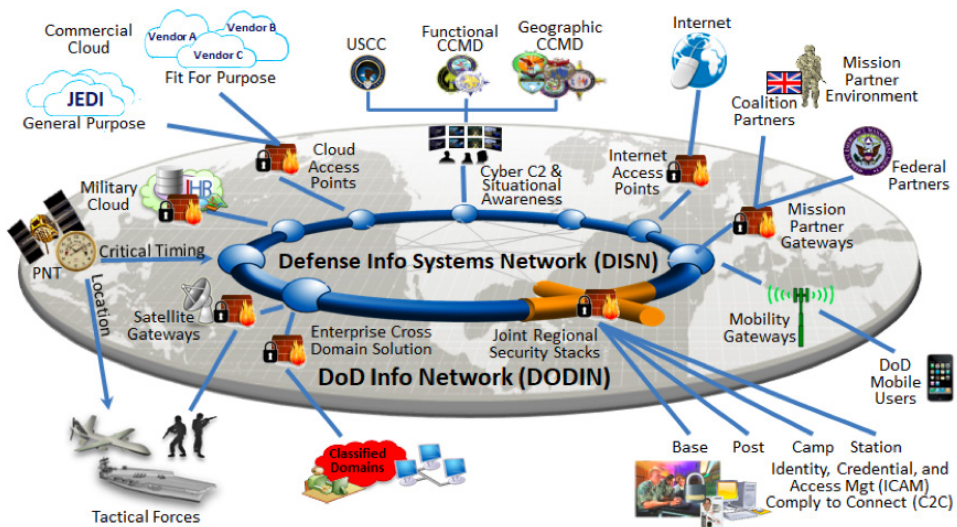 Commercial
Cloud
Vendor A
Vendor B
Vendor C
Fit For Purpose
JEDI
General Purpose
USCC
Functional
CCMD
Geographic
CCMD
Internet
Mission
Partner
Environment
Coalition
Partners
Federal
Partners
Cloud
Access
Points
Cyber C2 &
Situational
Awareness
Internet
Access
Points
Mission
Partner
Gateways
Military
Cloud
HR
PNT
Critical Timing
Location
Defense Info Systems Network (DISN)
Satellite
Gateways
Enterprise Cross
Domain Solution
Joint Regional
Security Stacks
Mobility
Gateways
DoD Info Network (DODIN)
DoD
Mobile
Users
Tactical Forces
Classified
Domains
Base Post Camp Station
Identity, Credential, and
Access Mgt (ICAM)
Comply to Connect (C2C)